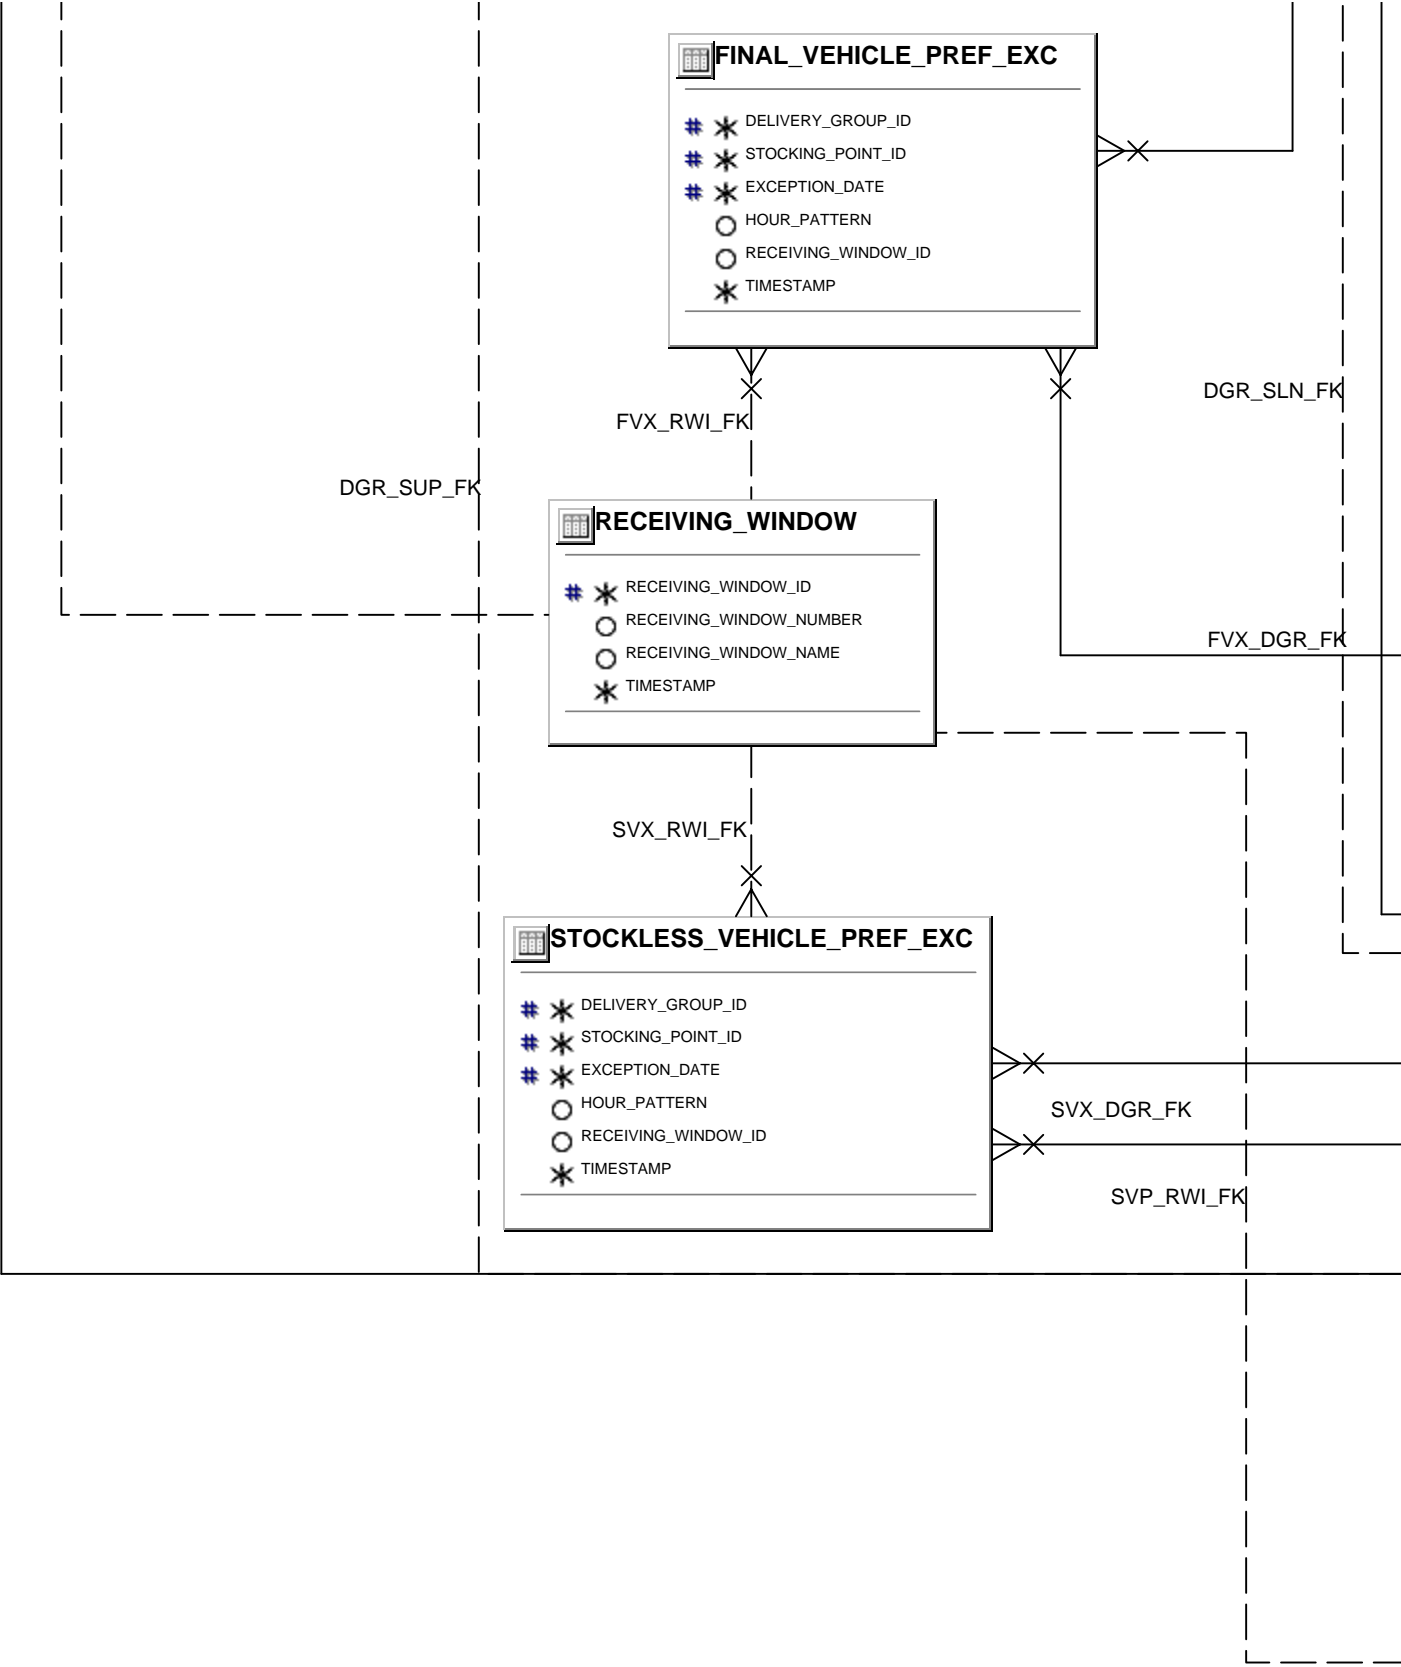 FINAL_VEHICLE_PREF_EXC
# * DELIVERY_GROUP_ID
# * STOCKING_POINT_ID
# * EXCEPTION_DATE
HOUR_PATTERN
RECEIVING_WINDOW_ID
* TIMESTAMP
DGR_SLN_FK
FVX_RWI_FK
DGR_SUP_FK
RECEIVING_WINDOW
# * RECEIVING_WINDOW_ID
RECEIVING_WINDOW_NUMBER
RECEIVING_WINDOW_NAME
* TIMESTAMP
FVX_DGR_FK
SVX_RWI_FK
STOCKLESS_VEHICLE_PREF_EXC
# * DELIVERY_GROUP_ID
# * STOCKING_POINT_ID
# * EXCEPTION_DATE
HOUR_PATTERN
RECEIVING_WINDOW_ID
* TIMESTAMP
SVX_DGR_FK
SVP_RWI_FK